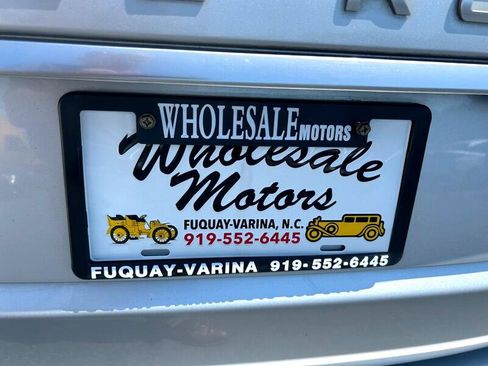 WHOLESALE MOTORS
Wholesale
Motors
FUQUAY-VARINA, N.C.
919-552-6445
FUQUAY-VARINA 919-552-6445